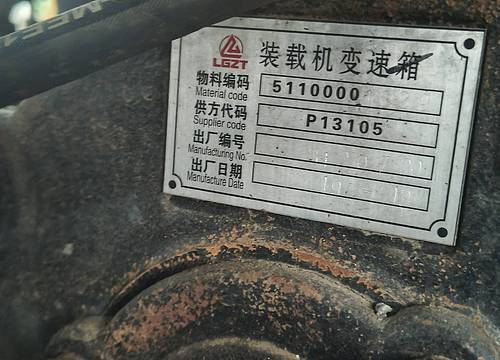 LGZT 装载机变速箱
物料编码 5110000
Material code
供方代码 P13105
Supplier code
出厂编号
Manufacturing No.
出厂日期
Manufacture Date